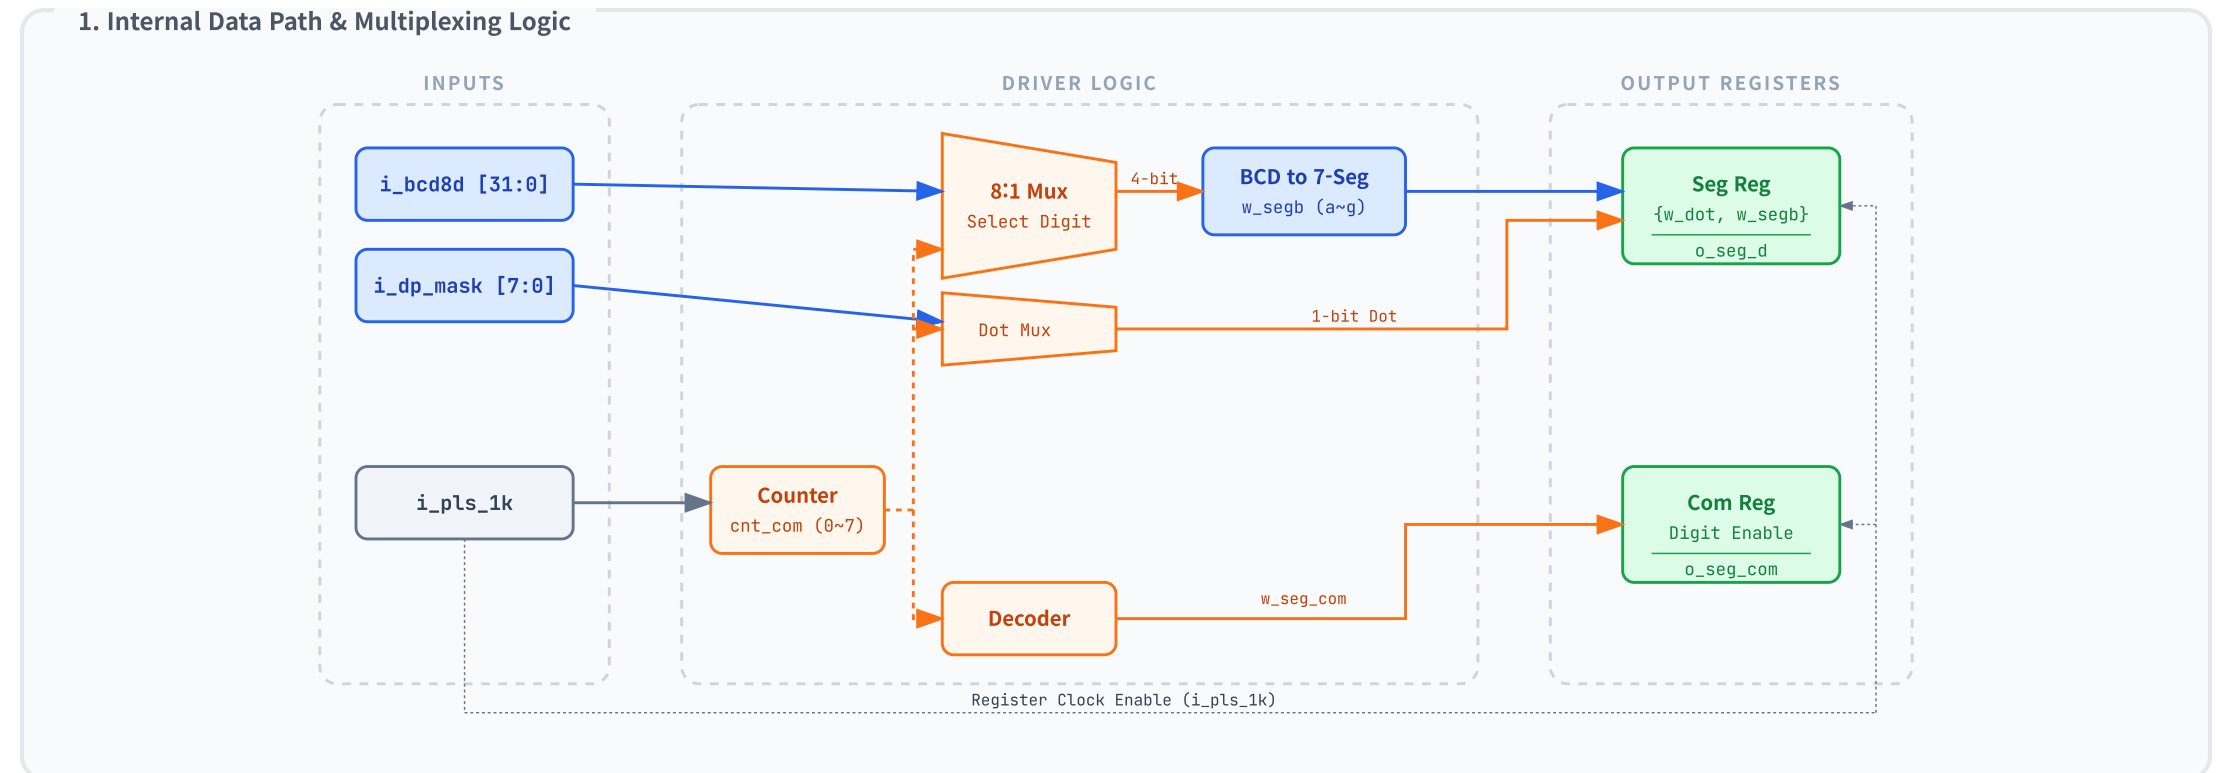 1. Internal Data Path & Multiplexing Logic
INPUTS
DRIVER LOGIC
OUTPUT REGISTERS
i_bcd8d [31:0]
i_dp_mask [7:0]
i_pls_1k
8:1 Mux
Select Digit
4-bit
BCD to 7-Seg
w_segb (a~g)
Dot Mux
1-bit Dot
Counter
cnt_com (0~7)
Decoder
w_seg_com
Seg Reg
{w_dot, w_segb}
o_seg_d
Com Reg
Digit Enable
o_seg_com
Register Clock Enable (i_pls_1k)